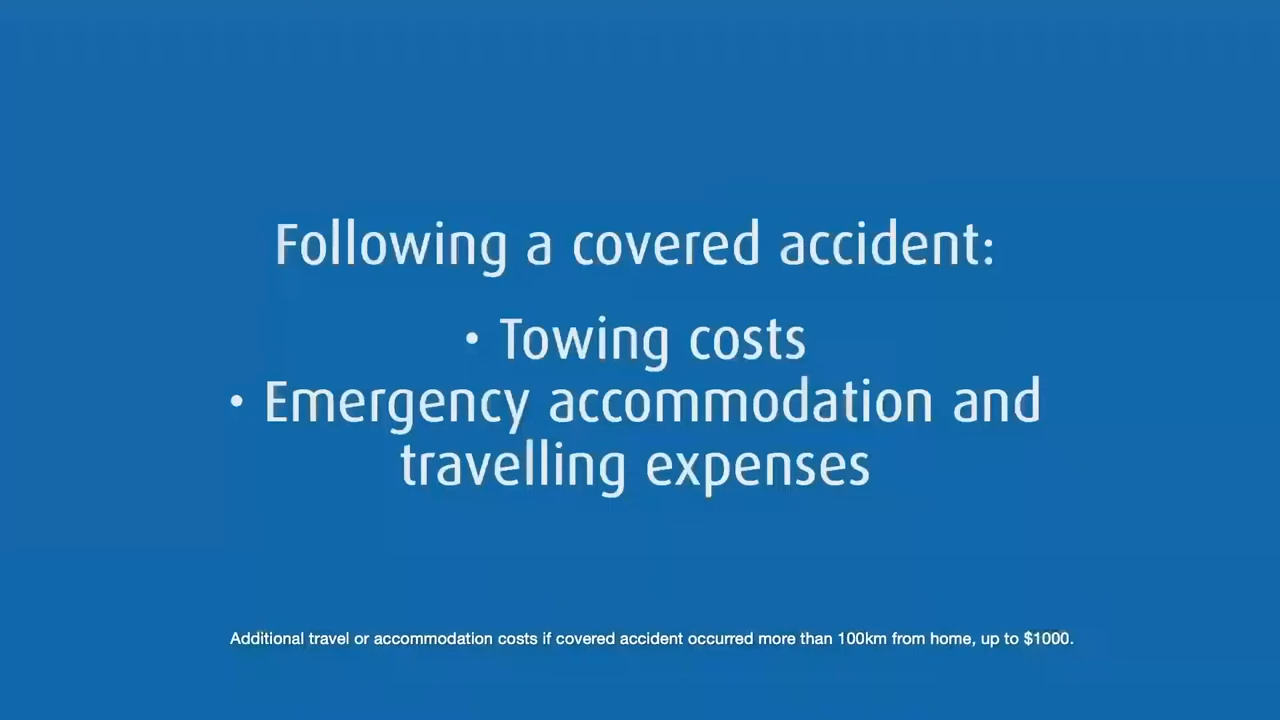 Following a covered accident:
• Towing costs
• Emergency accommodation and
travelling expenses
Additional travel or accommodation costs if covered accident occurred more than 100km from home, up to $1000.